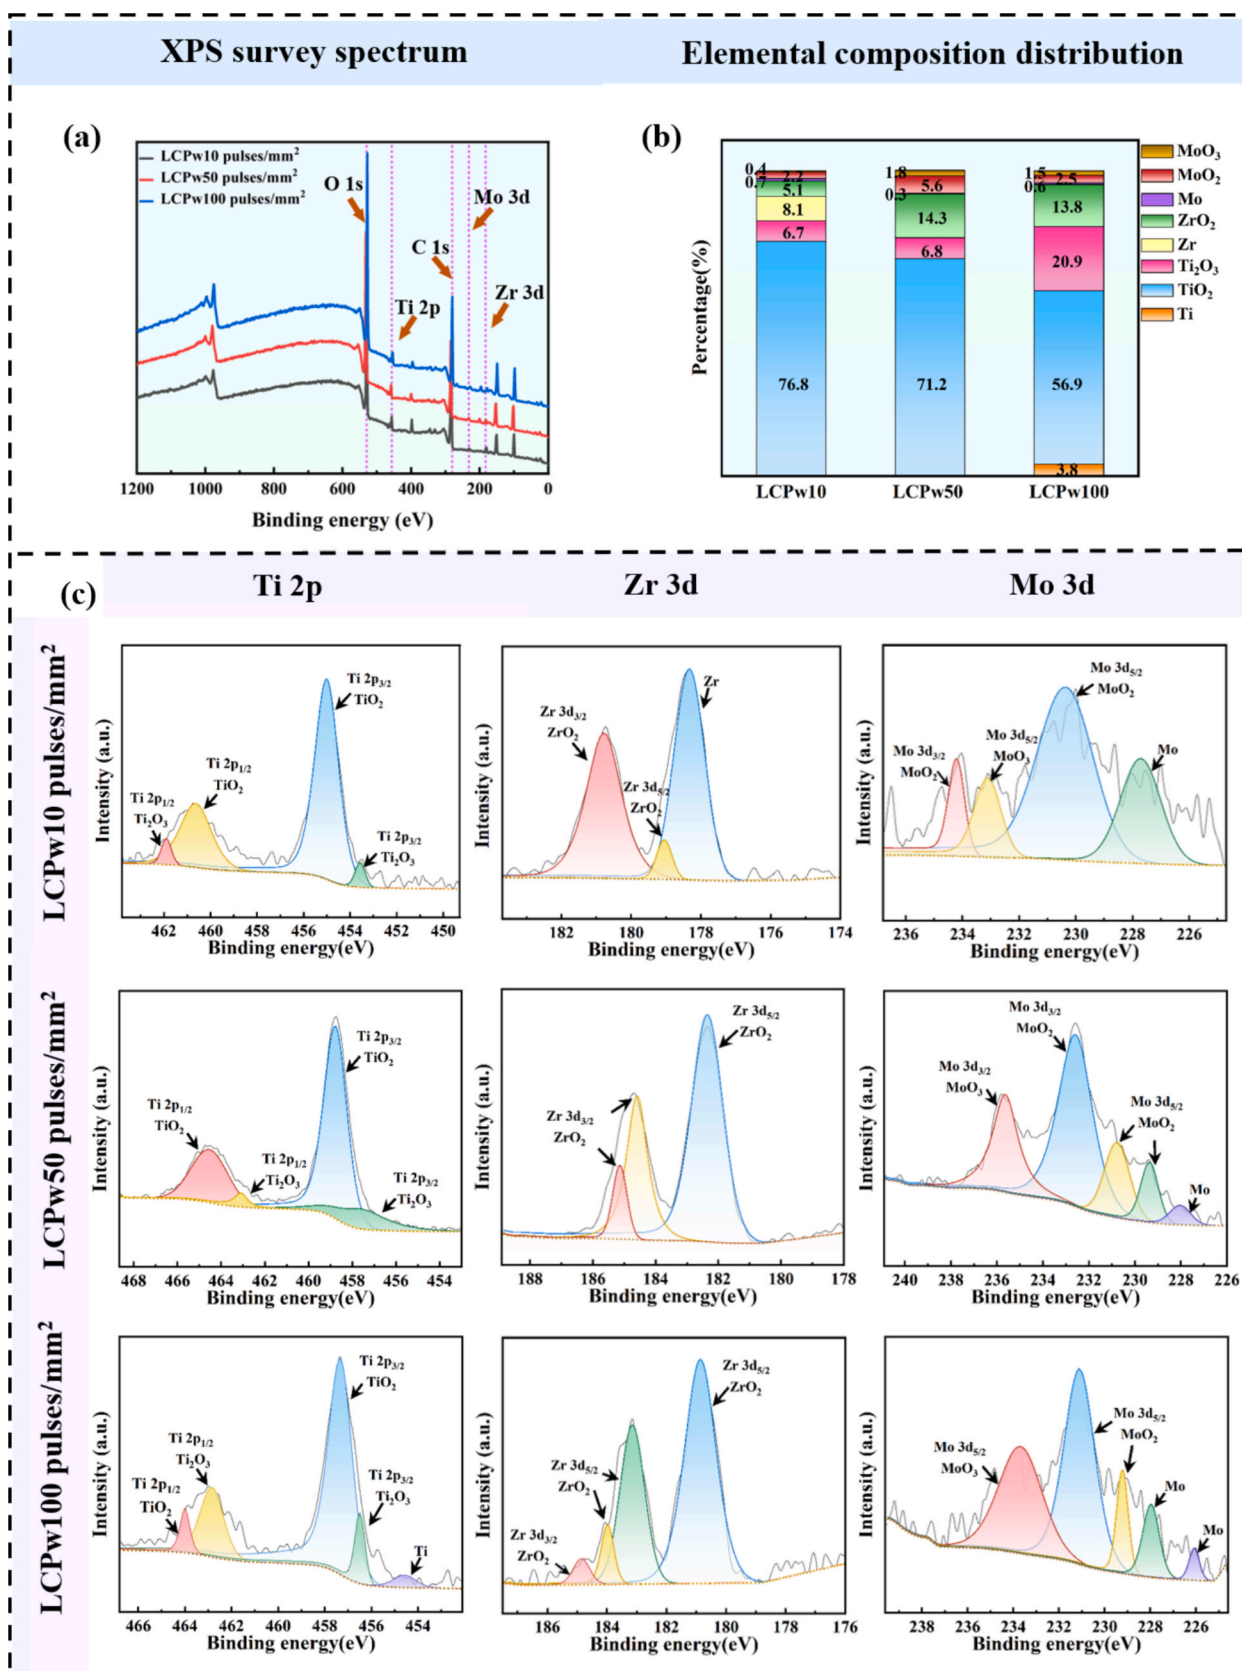 XPS survey spectrum
Elemental composition distribution
(a)
LCPw10 pulses/mm²
LCPw50 pulses/mm²
LCPw100 pulses/mm²
O 1s
Mo 3d
C 1s
Ti 2p
Zr 3d
1200 1000 800 600 400 200 0
Binding energy (eV)
(b)
Percentage(%)
0.4
2.2
0.7
5.1
8.1
6.7
76.8
1.8
5.6
0.3
14.3
6.8
71.2
1.5
2.5
0.6
13.8
20.9
56.9
3.8
LCPw10 LCPw50 LCPw100
MoO₃
MoO₂
Mo
ZrO₂
Zr
Ti₂O₃
TiO₂
Ti
(c)
Ti 2p
Zr 3d
Mo 3d
LCPw10 pulses/mm²
Intensity (a.u.)
Ti 2p₃/₂
TiO₂
Ti 2p₁/₂
TiO₂
Ti 2p₁/₂
Ti₂O₃
Ti 2p₃/₂
Ti₂O₃
462 460 458 456 454 452 450
Binding energy(eV)
Intensity (a.u.)
Zr
Zr 3d₃/₂
ZrO₂
Zr 3d₅/₂
ZrO₂
182 180 178 176 174
Binding energy(eV)
Intensity (a.u.)
Mo 3d₅/₂
MoO₂
Mo 3d₅/₂
MoO₃
Mo 3d₃/₂
MoO₂
Mo
236 234 232 230 228 226
Binding energy(eV)
LCPw50 pulses/mm²
Intensity (a.u.)
Ti 2p₃/₂
TiO₂
Ti 2p₁/₂
TiO₂
Ti 2p₁/₂
Ti₂O₃
Ti 2p₃/₂
Ti₂O₃
468 466 464 462 460 458 456 454
Binding energy(eV)
Intensity (a.u.)
Zr 3d₅/₂
ZrO₂
Zr 3d₃/₂
ZrO₂
188 186 184 182 180 178
Binding energy(eV)
Intensity (a.u.)
Mo 3d₃/₂
MoO₂
Mo 3d₃/₂
MoO₃
Mo 3d₅/₂
MoO₂
Mo
240 238 236 234 232 230 228 226
Binding energy(eV)
LCPw100 pulses/mm²
Intensity (a.u.)
Ti 2p₃/₂
TiO₂
Ti 2p₁/₂
Ti₂O₃
Ti 2p₁/₂
TiO₂
Ti 2p₃/₂
Ti₂O₃
Ti
466 464 462 460 458 456 454
Binding energy(eV)
Intensity (a.u.)
Zr 3d₅/₂
ZrO₂
Zr 3d₅/₂
ZrO₂
Zr 3d₃/₂
ZrO₂
186 184 182 180 178 176
Binding energy(eV)
Intensity (a.u.)
Mo 3d₅/₂
MoO₂
Mo 3d₅/₂
MoO₃
Mo
Mo
238 236 234 232 230 228 226
Binding energy(eV)